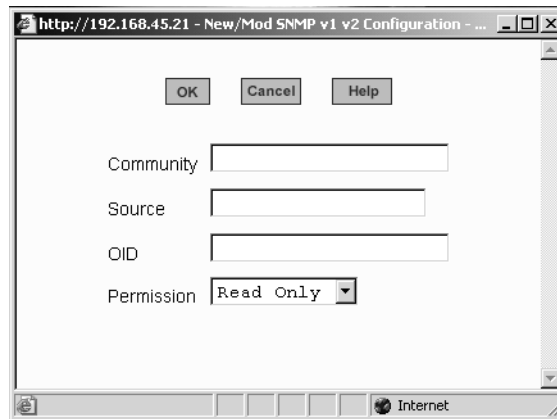 http://192.168.45.21 - New/Mod SNMP v1 v2 Configuration - ...
OK Cancel Help
Community
Source
OID
Permission Read Only
Internet